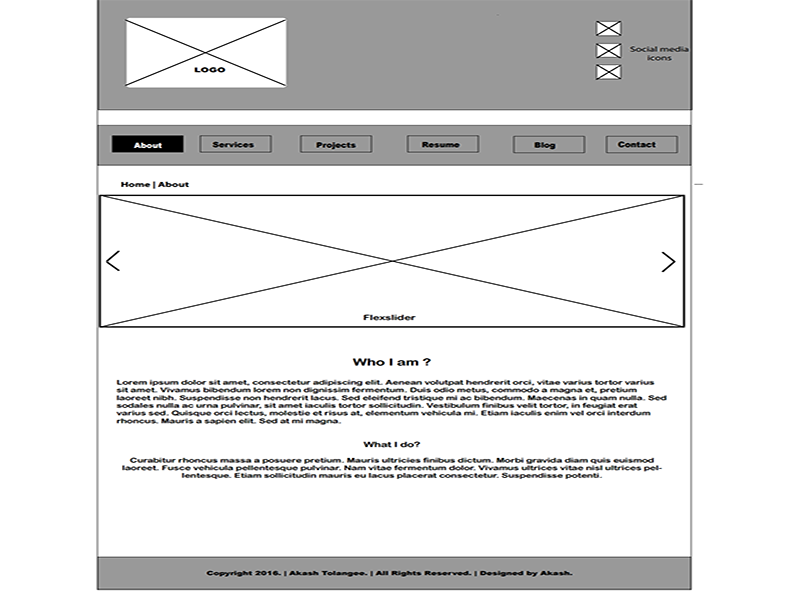 LOGO
Social media
icons
About
Services
Projects
Resume
Blog
Contact
Home | About
Flexslider
Who I am ?
Lorem ipsum dolor sit amet, consectetur adipiscing elit. Aenean volutpat hendrerit orci, vitae varius tortor varius
sit amet. Vivamus bibendum lorem non dignissim fermentum. Duis odio metus, commodo a magna et, pretium
laoreet nibh. Suspendisse non hendrerit lacus. Sed eleifend tristique mi ac bibendum. Maecenas in quam nulla. Sed
sodales nulla ac urna pulvinar, sit amet iaculis tortor sollicitudin. Vestibulum finibus velit tortor, in feugiat erat
varius sed. Quisque orci lectus, molestie et risus at, elementum vehicula mi. Etiam iaculis enim vel orci interdum
rhoncus. Mauris a sapien elit. Sed at mi magna.
What I do?
Curabitur rhoncus massa a posuere pretium. Mauris ultricies finibus dictum. Morbi gravida diam quis euismod
laoreet. Fusce vehicula pellentesque pulvinar. Nam vitae fermentum dolor. Vivamus ultrices vitae nisl ultrices pel-
lentesque. Etiam sollicitudin mauris eu lacus placerat consectetur. Suspendisse potenti.
Copyright 2016. | Akash Tolangee. | All Rights Reserved. | Designed by Akash.